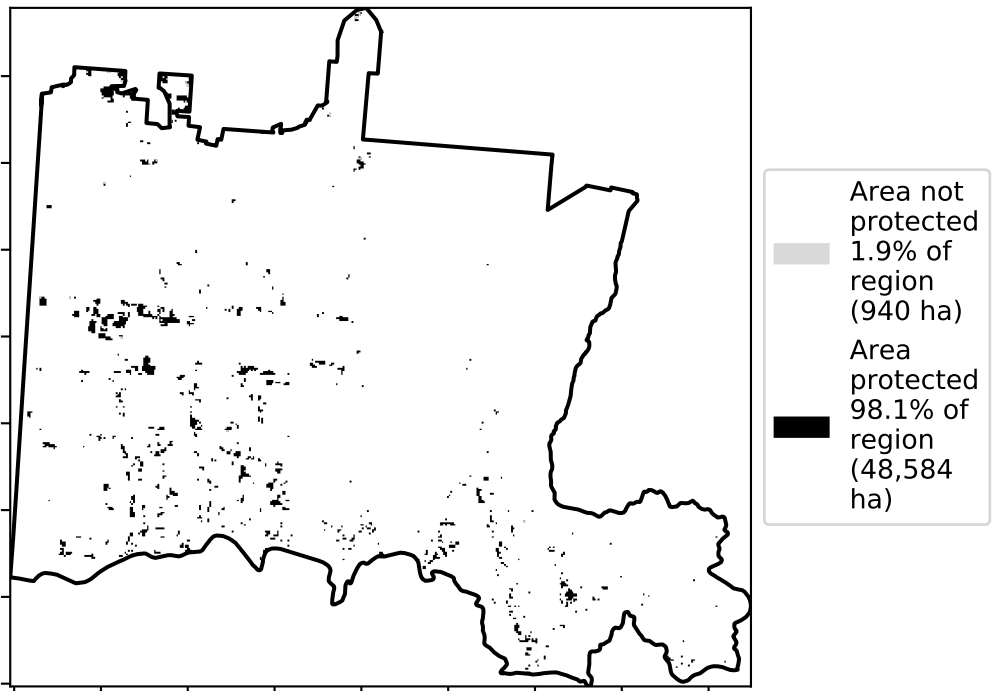 Area not
protected
1.9% of
region
(940 ha)
Area
protected
98.1% of
region
(48,584
ha)